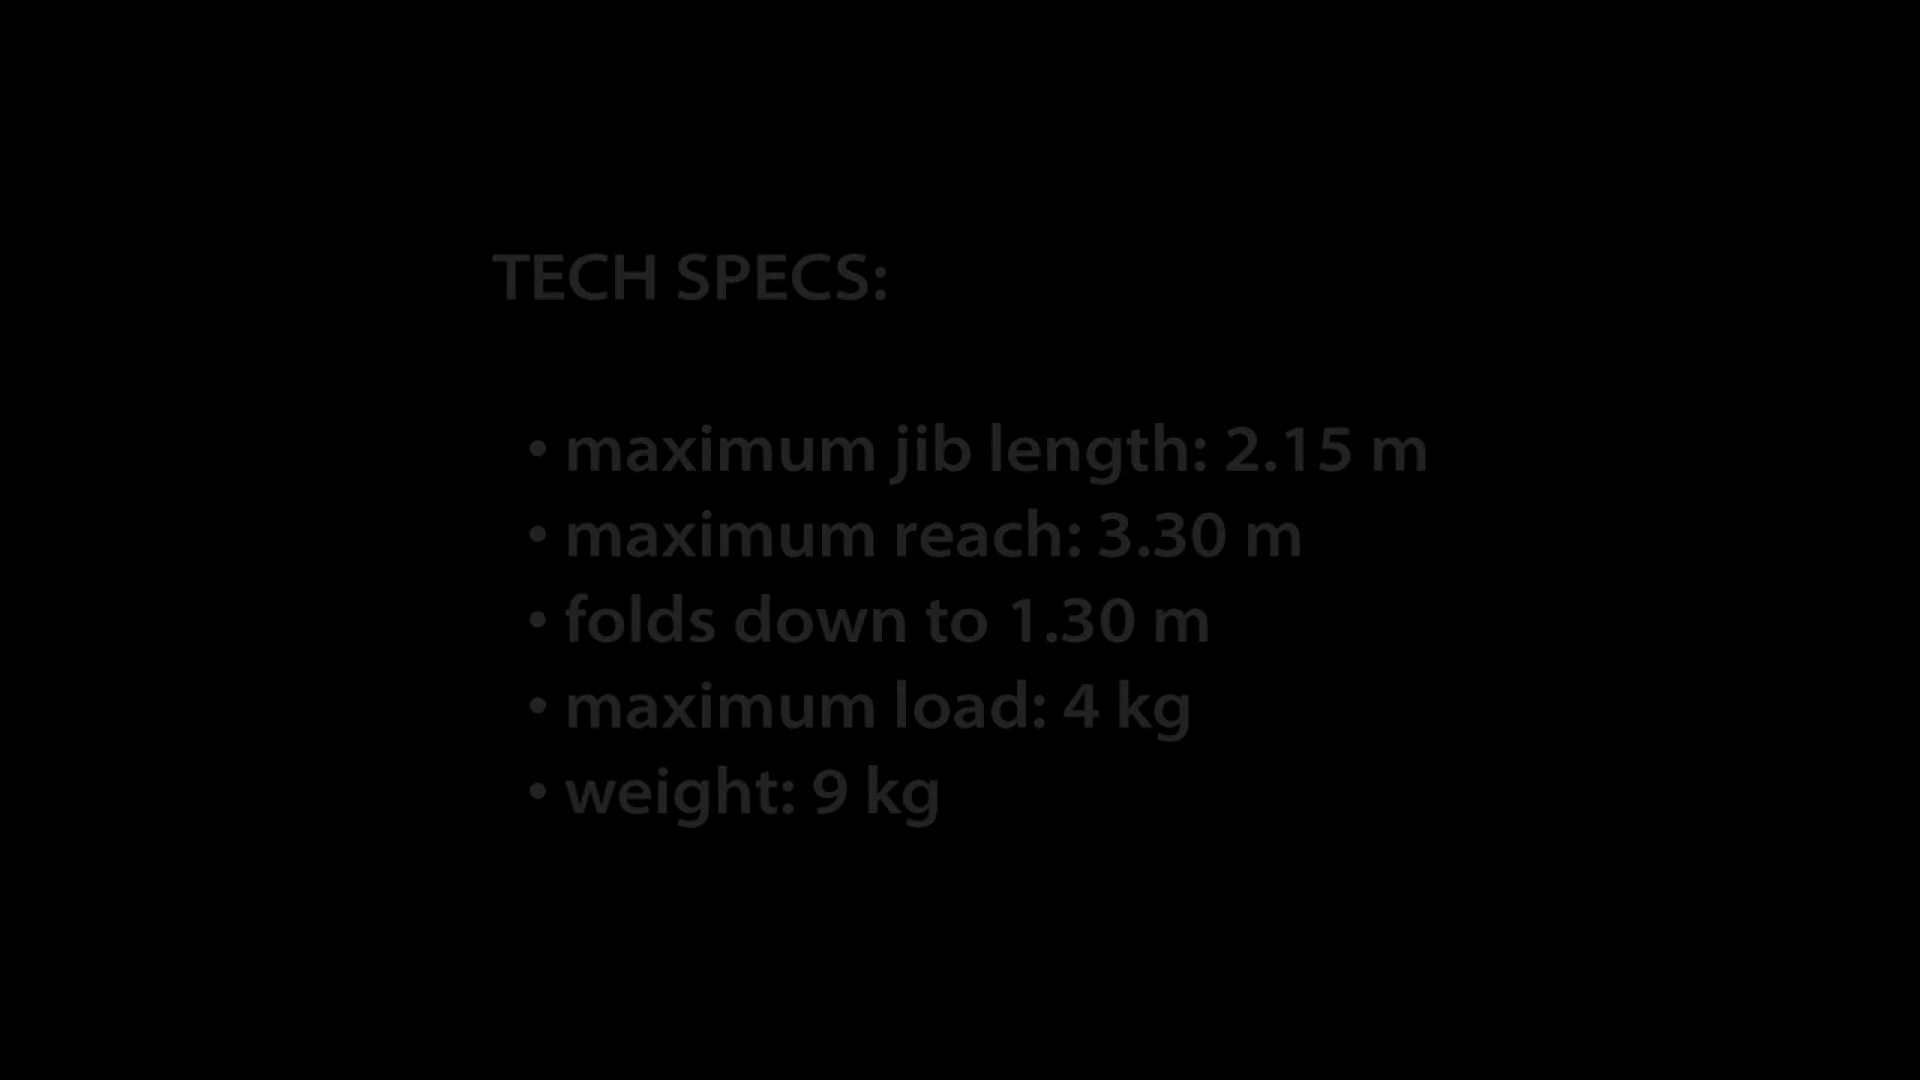 TECH SPECS:
• maximum jib length: 2.15 m
• maximum reach: 3.30 m
• folds down to 1.30 m
• maximum load: 4 kg
• weight: 9 kg